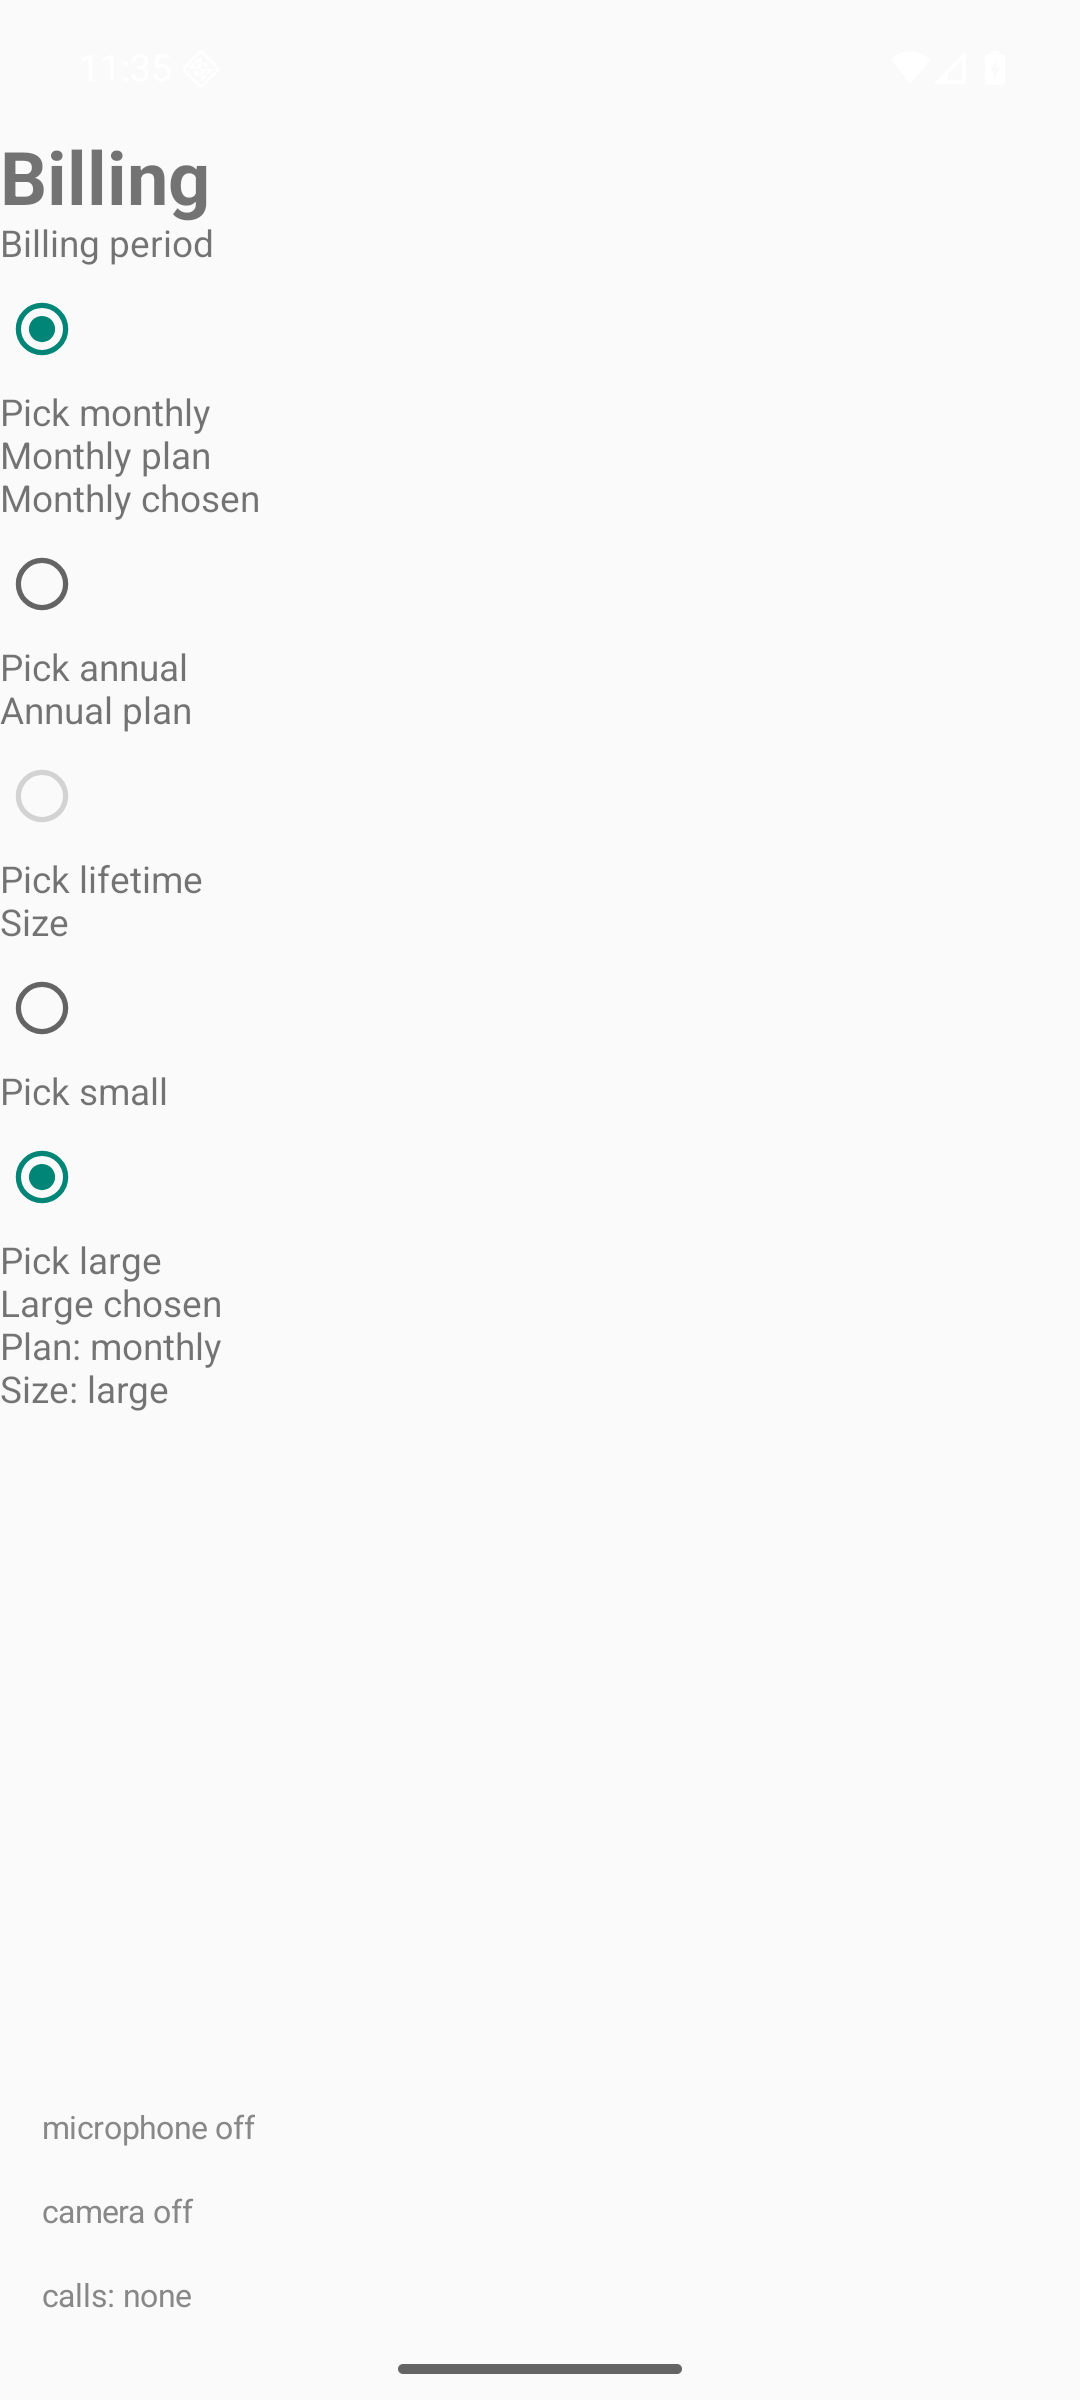 11:35
Billing
Billing period
Pick monthly
Monthly plan
Monthly chosen
Pick annual
Annual plan
Pick lifetime
Size
Pick small
Pick large
Large chosen
Plan: monthly
Size: large
microphone off
camera off
calls: none